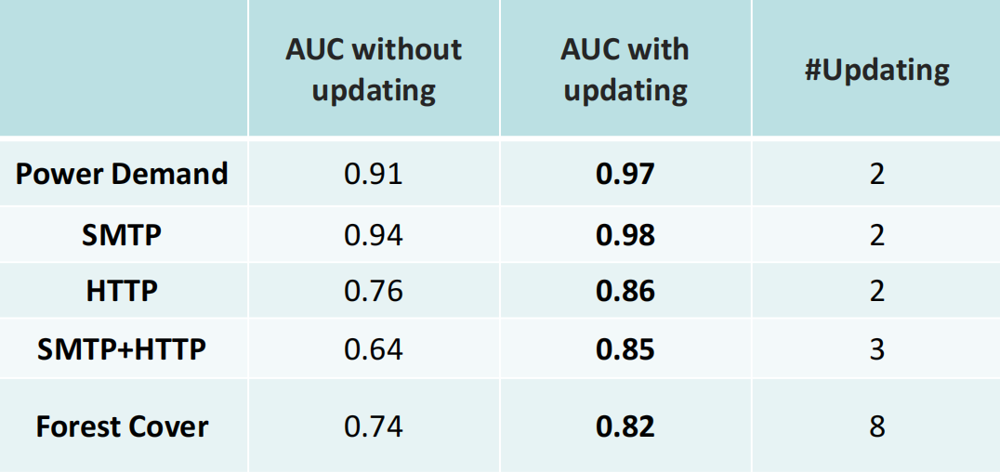 AUC without updating AUC with updating #Updating
Power Demand 0.91 0.97 2
SMTP 0.94 0.98 2
HTTP 0.76 0.86 2
SMTP+HTTP 0.64 0.85 3
Forest Cover 0.74 0.82 8